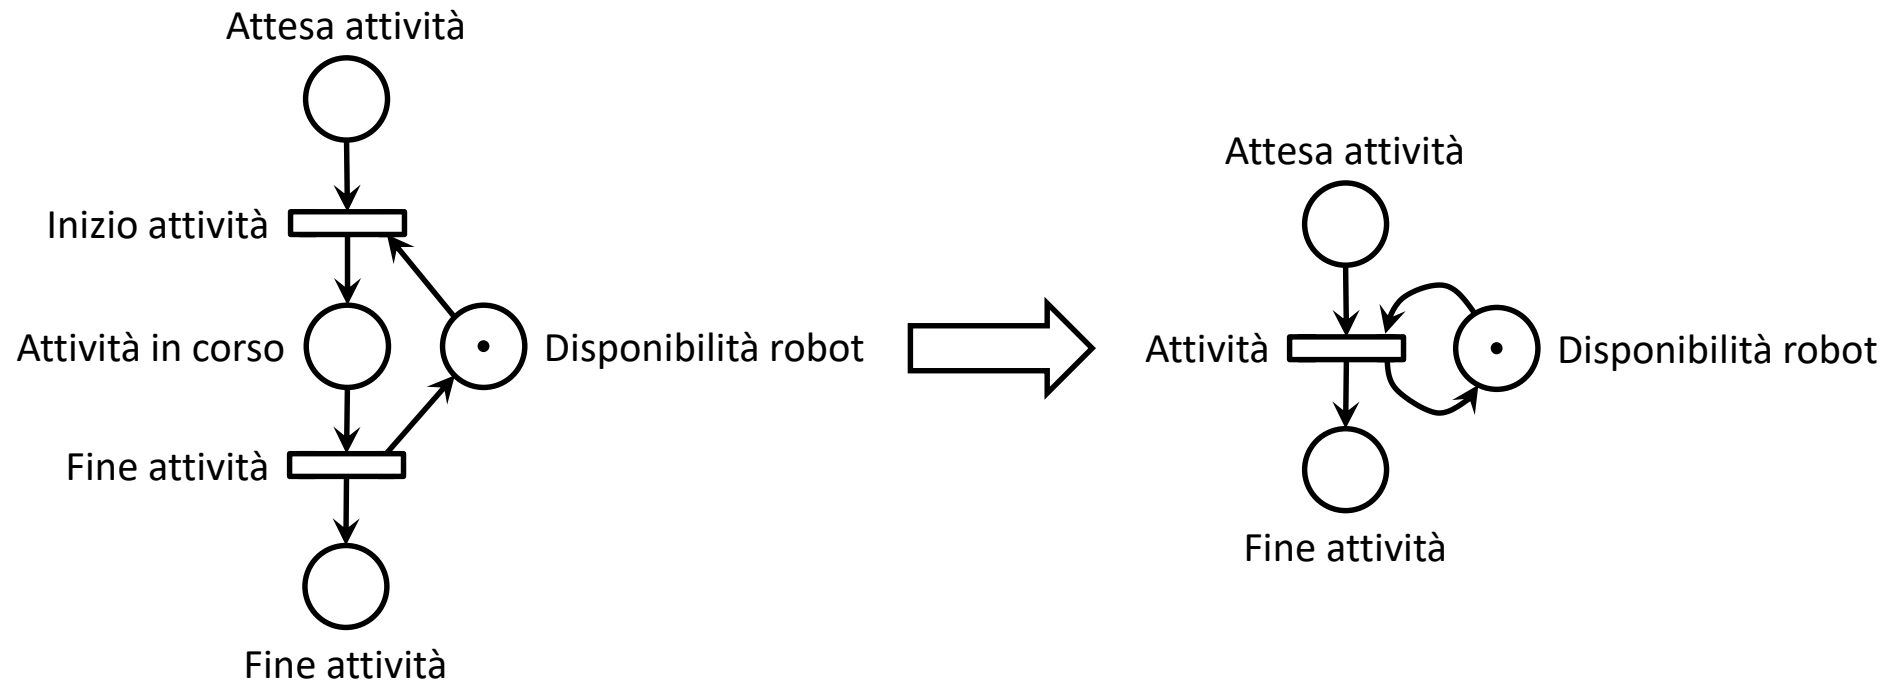 Attesa attività
Inizio attività
Attività in corso
Disponibilità robot
Fine attività
Fine attività
Attesa attività
Attività
Disponibilità robot
Fine attività